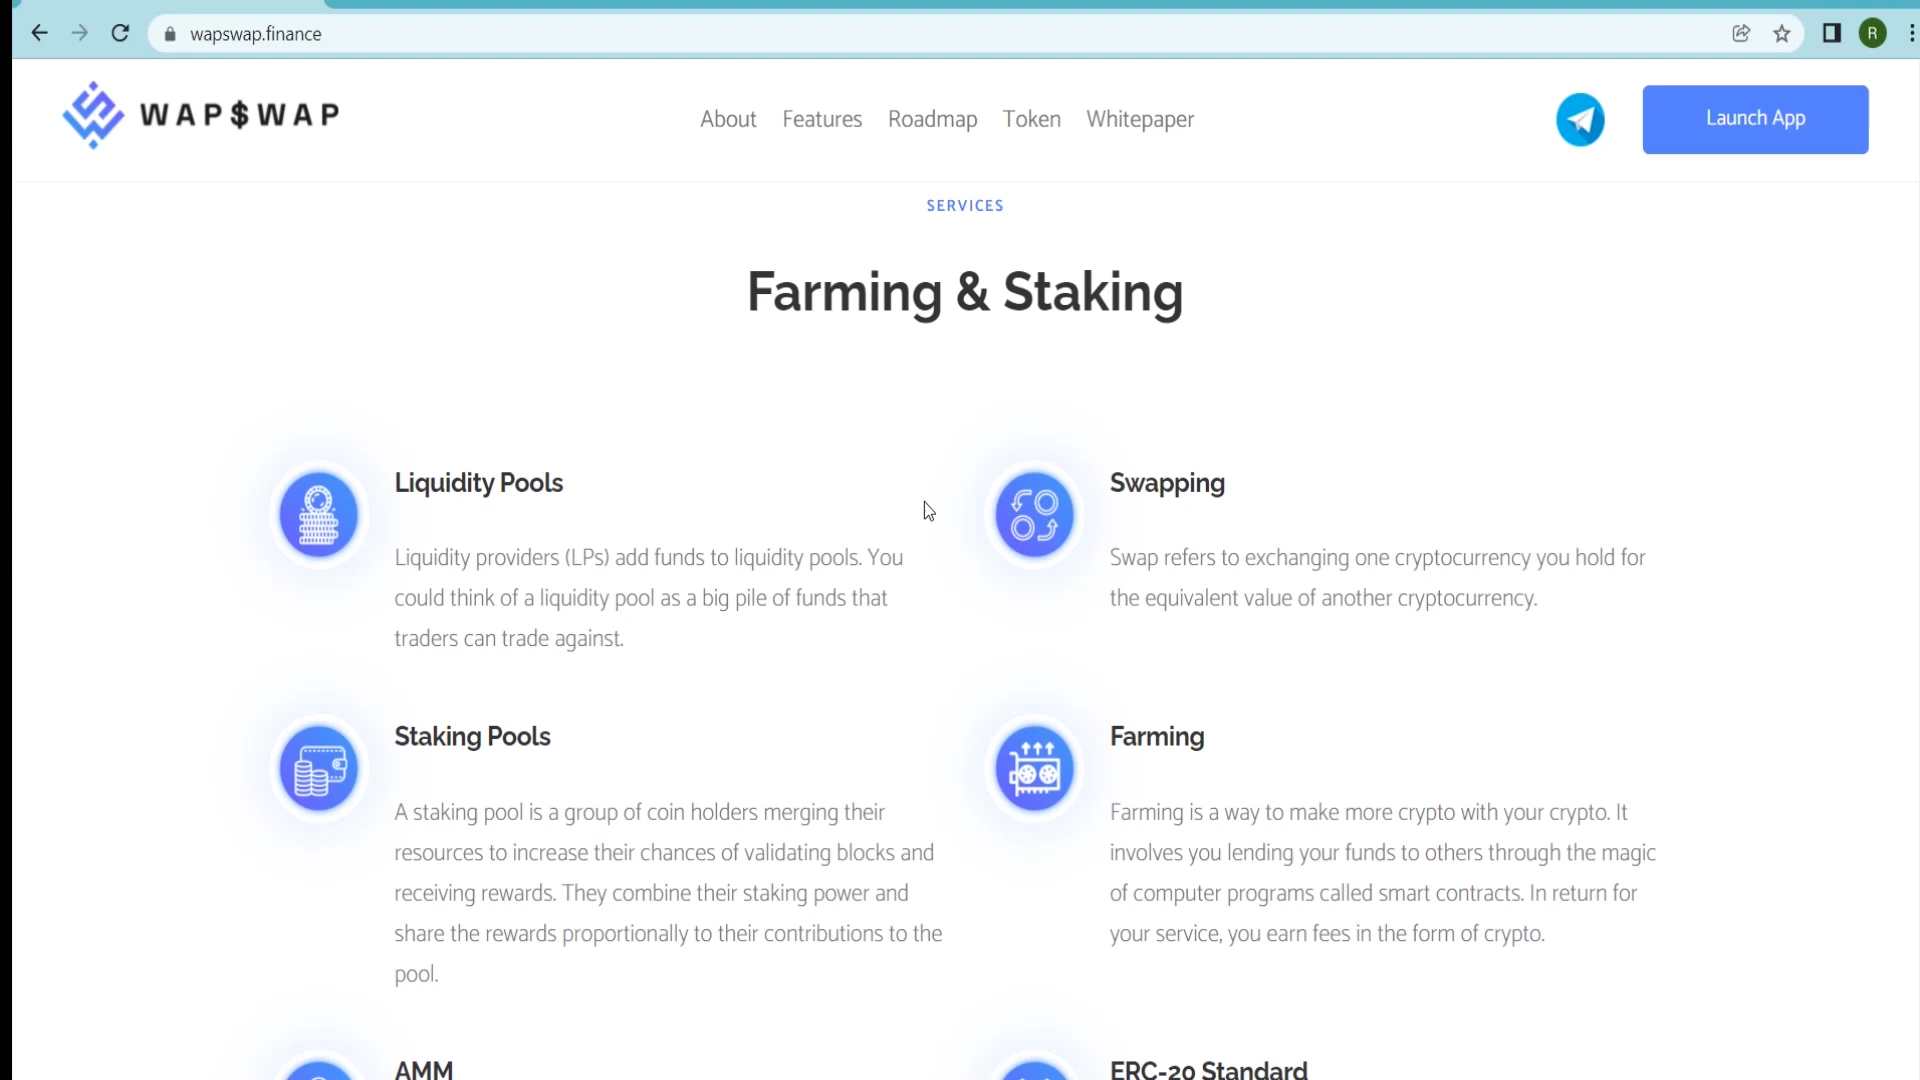 wapswap.finance
R
WAP$WAP
About Features Roadmap Token Whitepaper
Launch App
SERVICES
Farming & Staking
Liquidity Pools
Liquidity providers (LPs) add funds to liquidity pools. You
could think of a liquidity pool as a big pile of funds that
traders can trade against.
Swapping
Swap refers to exchanging one cryptocurrency you hold for
the equivalent value of another cryptocurrency.
Staking Pools
A staking pool is a group of coin holders merging their
resources to increase their chances of validating blocks and
receiving rewards. They combine their staking power and
share the rewards proportionally to their contributions to the
pool.
Farming
Farming is a way to make more crypto with your crypto. It
involves you lending your funds to others through the magic
of computer programs called smart contracts. In return for
your service, you earn fees in the form of crypto.
AMM
ERC-20 Standard